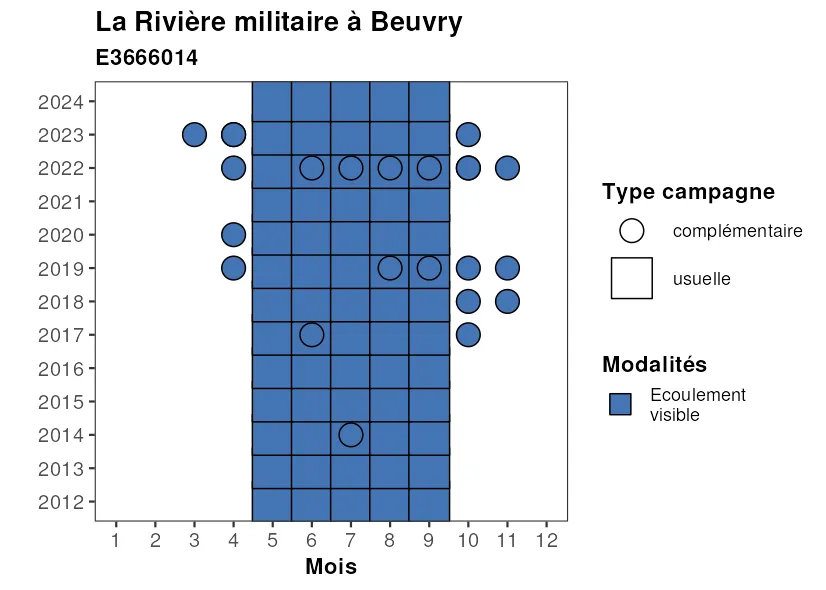 La Rivière militaire à Beuvry
E3666014
2024
2023
2022
2021
2020
2019
2018
2017
2016
2015
2014
2013
2012
1 2 3 4 5 6 7 8 9 10 11 12
Mois
Type campagne
complémentaire
usuelle
Modalités
Ecoulement
visible